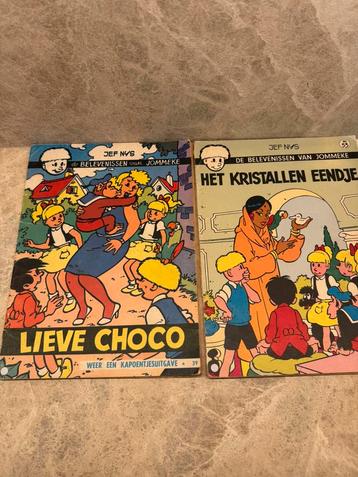 JEF NYS
de BELEVENISSEN van JOMMEKE
LIEVE CHOCO
WEER EEN KAPOENTJESUITGAVE • 39
JEF NYS
DE BELEVENISSEN VAN JOMMEKE
HET KRISTALLEN EENDJE